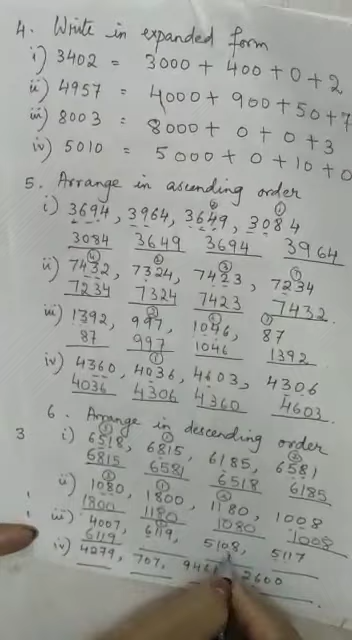 4. Write in expanded form
i) 3402 = 3000 + 400 + 0 + 2
ii) 4957 = 4000 + 900 + 50 + 7
iii) 8003 = 8000 + 0 + 0 + 3
iv) 5010 = 5000 + 0 + 10 + 0
5. Arrange in ascending order
i) 3694, 3964, 3649, 3084
3084 3649 3694 3964
ii) 7432, 7324, 7423, 7234
7234 7324 7423 7432.
iii) 1392, 997, 1046, 87
87 997 1046 1392
iv) 4360, 4036, 4603, 4306
4036 4306 4360 4603.
6. Arrange in descending order
3 i) 6518, 6815, 6185, 6581
6815 6581 6518 6185
ii) 1080, 1800, 1180, 1008
1800 1180 1080 1008
iii) 4007, 6119, 5108, 5117
6119
iv) 4279, 707, 2600